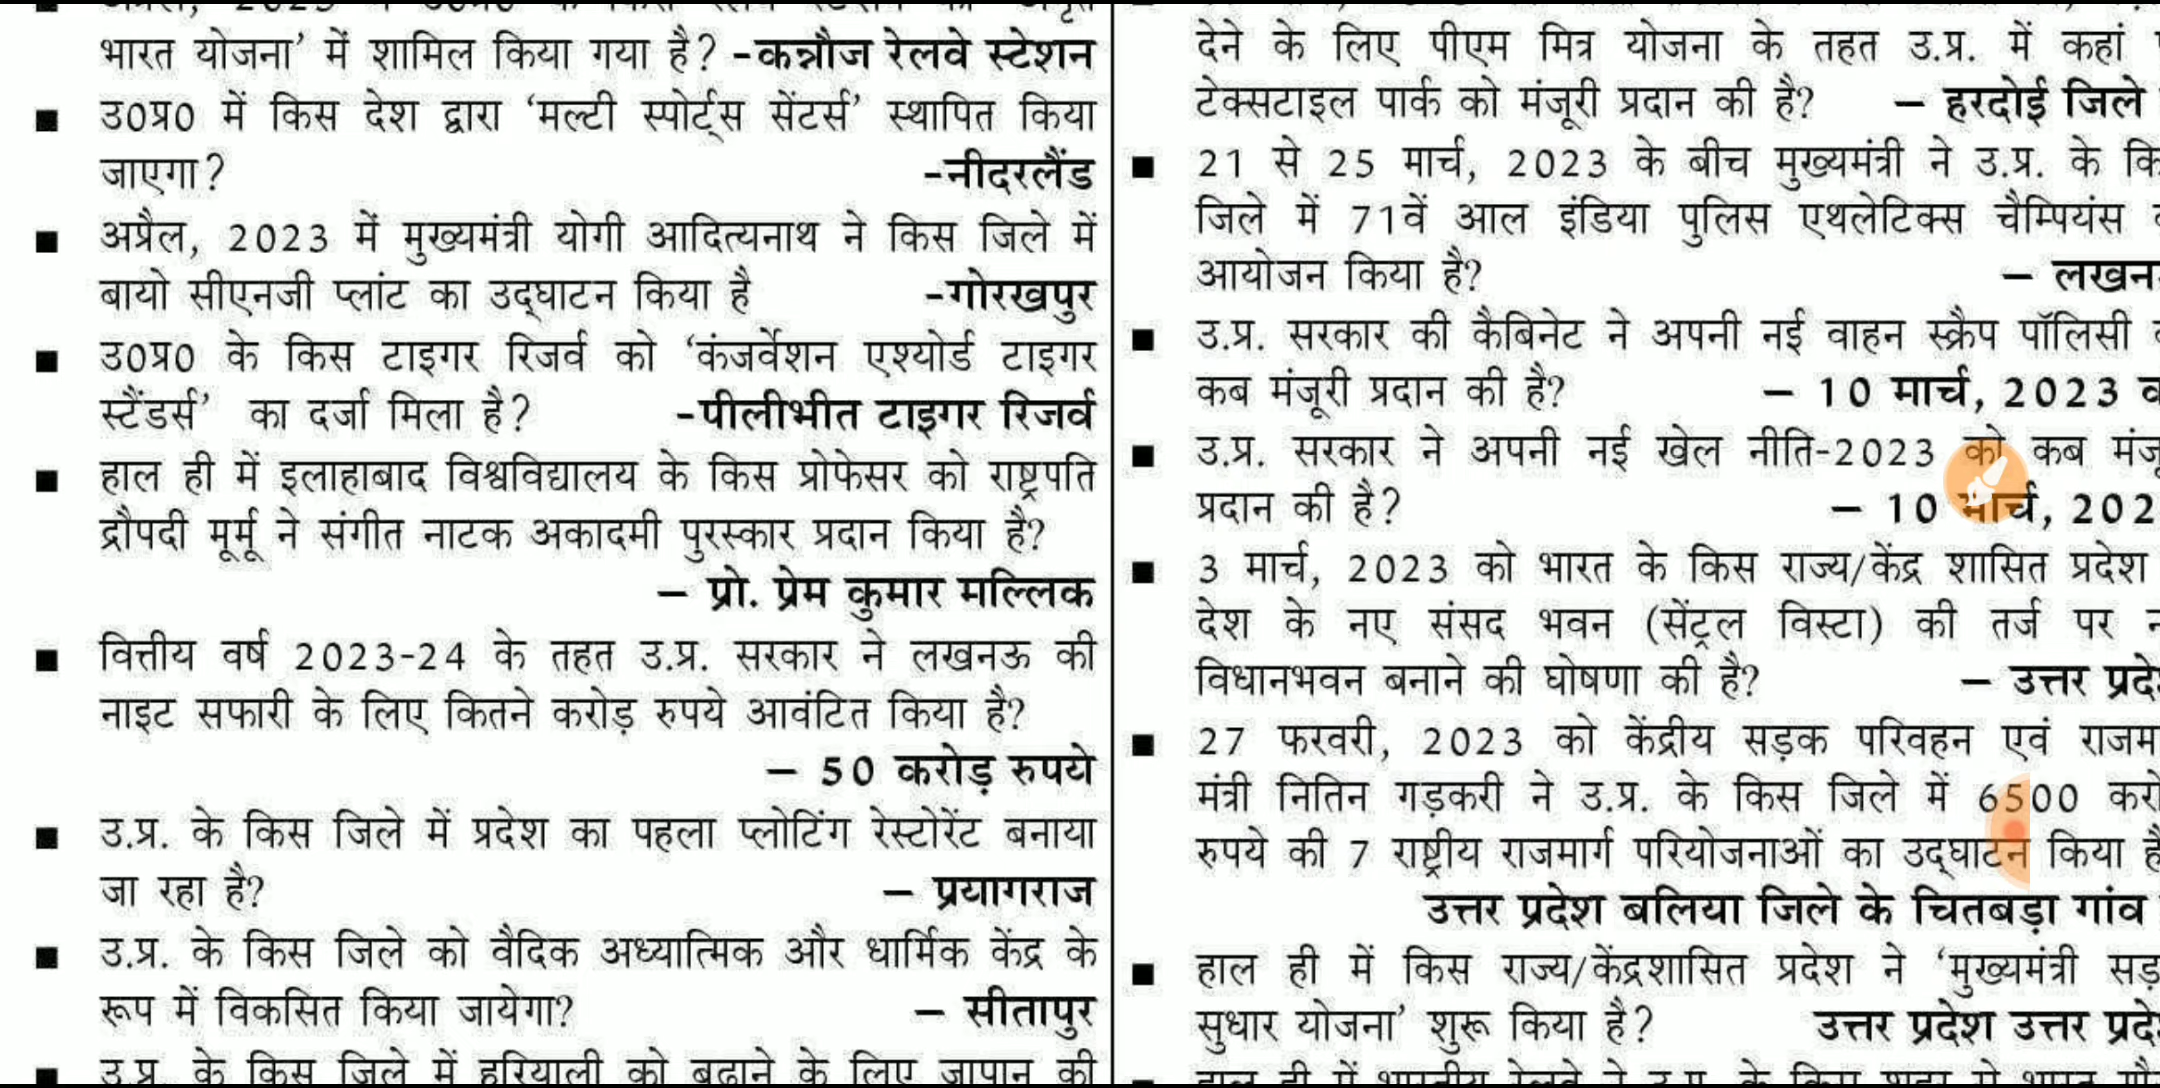 भारत योजना’ में शामिल किया गया है? -कन्नौज रेलवे स्टेशन
■ उ0प्र0 में किस देश द्वारा ‘मल्टी स्पोर्ट्स सेंटर्स’ स्थापित किया
जाएगा? -नीदरलैंड
■ अप्रैल, 2023 में मुख्यमंत्री योगी आदित्यनाथ ने किस जिले में
बायो सीएनजी प्लांट का उद्घाटन किया है -गोरखपुर
■ उ0प्र0 के किस टाइगर रिजर्व को ‘कंजर्वेशन एश्योर्ड टाइगर
स्टैंडर्स’ का दर्जा मिला है? -पीलीभीत टाइगर रिजर्व
■ हाल ही में इलाहाबाद विश्वविद्यालय के किस प्रोफेसर को राष्ट्रपति
द्रौपदी मूर्मू ने संगीत नाटक अकादमी पुरस्कार प्रदान किया है?
– प्रो. प्रेम कुमार मल्लिक
■ वित्तीय वर्ष 2023-24 के तहत उ.प्र. सरकार ने लखनऊ की
नाइट सफारी के लिए कितने करोड़ रुपये आवंटित किया है?
– 50 करोड़ रुपये
■ उ.प्र. के किस जिले में प्रदेश का पहला प्लोटिंग रेस्टोरेंट बनाया
जा रहा है? – प्रयागराज
■ उ.प्र. के किस जिले को वैदिक अध्यात्मिक और धार्मिक केंद्र के
रूप में विकसित किया जायेगा? – सीतापुर
■ उ.प्र. के किस जिले में हरियाली को बढ़ाने के लिए जापान की
देने के लिए पीएम मित्र योजना के तहत उ.प्र. में कहां
टेक्सटाइल पार्क को मंजूरी प्रदान की है? – हरदोई जिले
■ 21 से 25 मार्च, 2023 के बीच मुख्यमंत्री ने उ.प्र. के
जिले में 71वें आल इंडिया पुलिस एथलेटिक्स चैम्पियंस
आयोजन किया है? –
■ उ.प्र. सरकार की कैबिनेट ने अपनी नई वाहन स्क्रैप पॉलिसी
कब मंजूरी प्रदान की है? – 10 मार्च, 2023
■ उ.प्र. सरकार ने अपनी नई खेल नीति-2023 को कब
प्रदान की है? – 10 मार्च, 202
■ 3 मार्च, 2023 को भारत के किस राज्य/केंद्र शासित प्रदेश
देश के नए संसद भवन (सेंट्रल विस्टा) की तर्ज पर
विधानभवन बनाने की घोषणा की है? – उत्तर
■ 27 फरवरी, 2023 को केंद्रीय सड़क परिवहन एवं
मंत्री नितिन गड़करी ने उ.प्र. के किस जिले में 6500
रुपये की 7 राष्ट्रीय राजमार्ग परियोजनाओं का उद्घाटन किया
उत्तर प्रदेश बलिया जिले के चितबड़ा गांव
■ हाल ही में किस राज्य/केंद्रशासित प्रदेश ने ‘मुख्यमंत्री
सुधार योजना’ शुरू किया है? उत्तर प्रदेश उत्तर